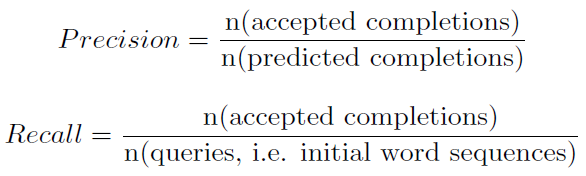 Precision = n(accepted completions) / n(predicted completions)
Recall = n(accepted completions) / n(queries, i.e. initial word sequences)